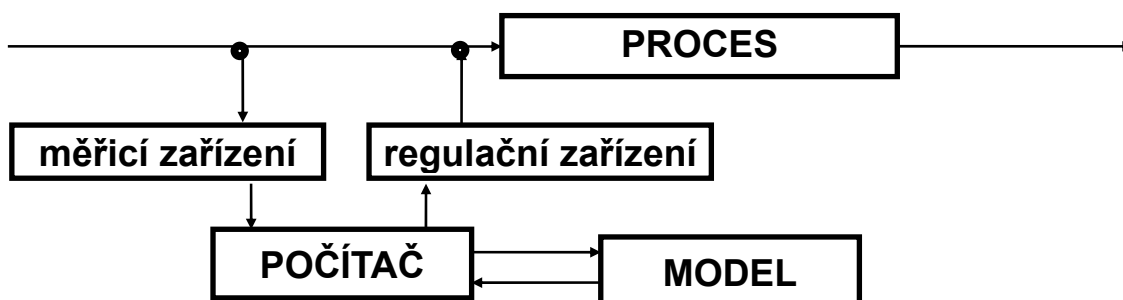 PROCES
měřicí zařízení
regulační zařízení
POČÍTAČ
MODEL